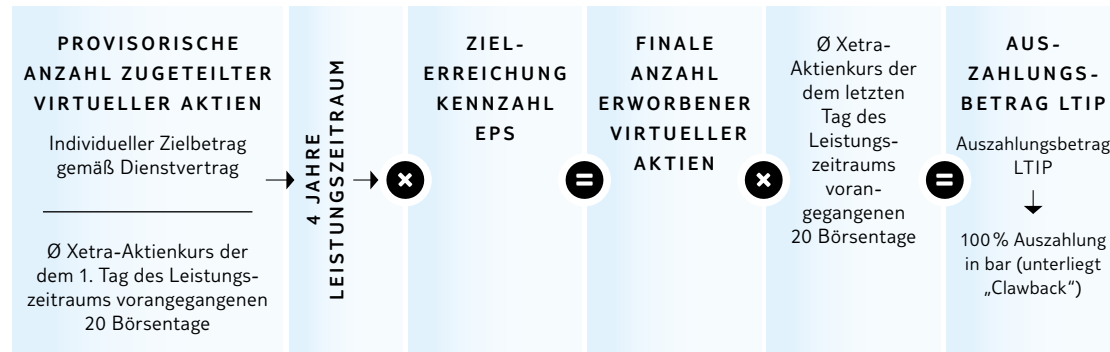 PROVISORISCHE
ANZAHL ZUGETEILTER
VIRTUELLER AKTIEN
Individueller Zielbetrag
gemäß Dienstvertrag
Ø Xetra-Aktienkurs der
dem 1. Tag des Leistungs-
zeitraums vorangegangenen
20 Börsentage
4 JAHRE
LEISTUNGSZEITRAUM
×
ZIEL-
ERREICHUNG
KENNZAHL
EPS
=
FINALE
ANZAHL
ERWORBENER
VIRTUELLER
AKTIEN
×
Ø Xetra-
Aktienkurs der
dem letzten
Tag des
Leistungs-
zeitraums
voran-
gegangenen
20 Börsentage
=
AUS-
ZAHLUNGS-
BETRAG LTIP
Auszahlungsbetrag
LTIP
100 % Auszahlung
in bar (unterliegt
„Clawback“)